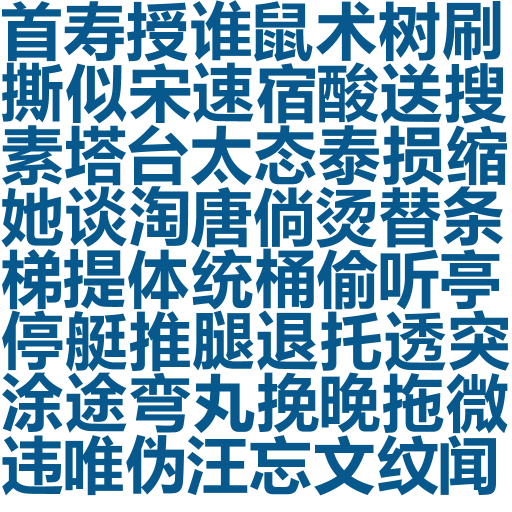 首寿授谁鼠术树刷
撕似宋速宿酸送搜
素塔台太态泰损缩
她谈淘唐倘烫替条
梯提体统桶偷听亭
停艇推腿退托透突
涂途弯丸挽晚拖微
违唯伪汪忘文纹闻